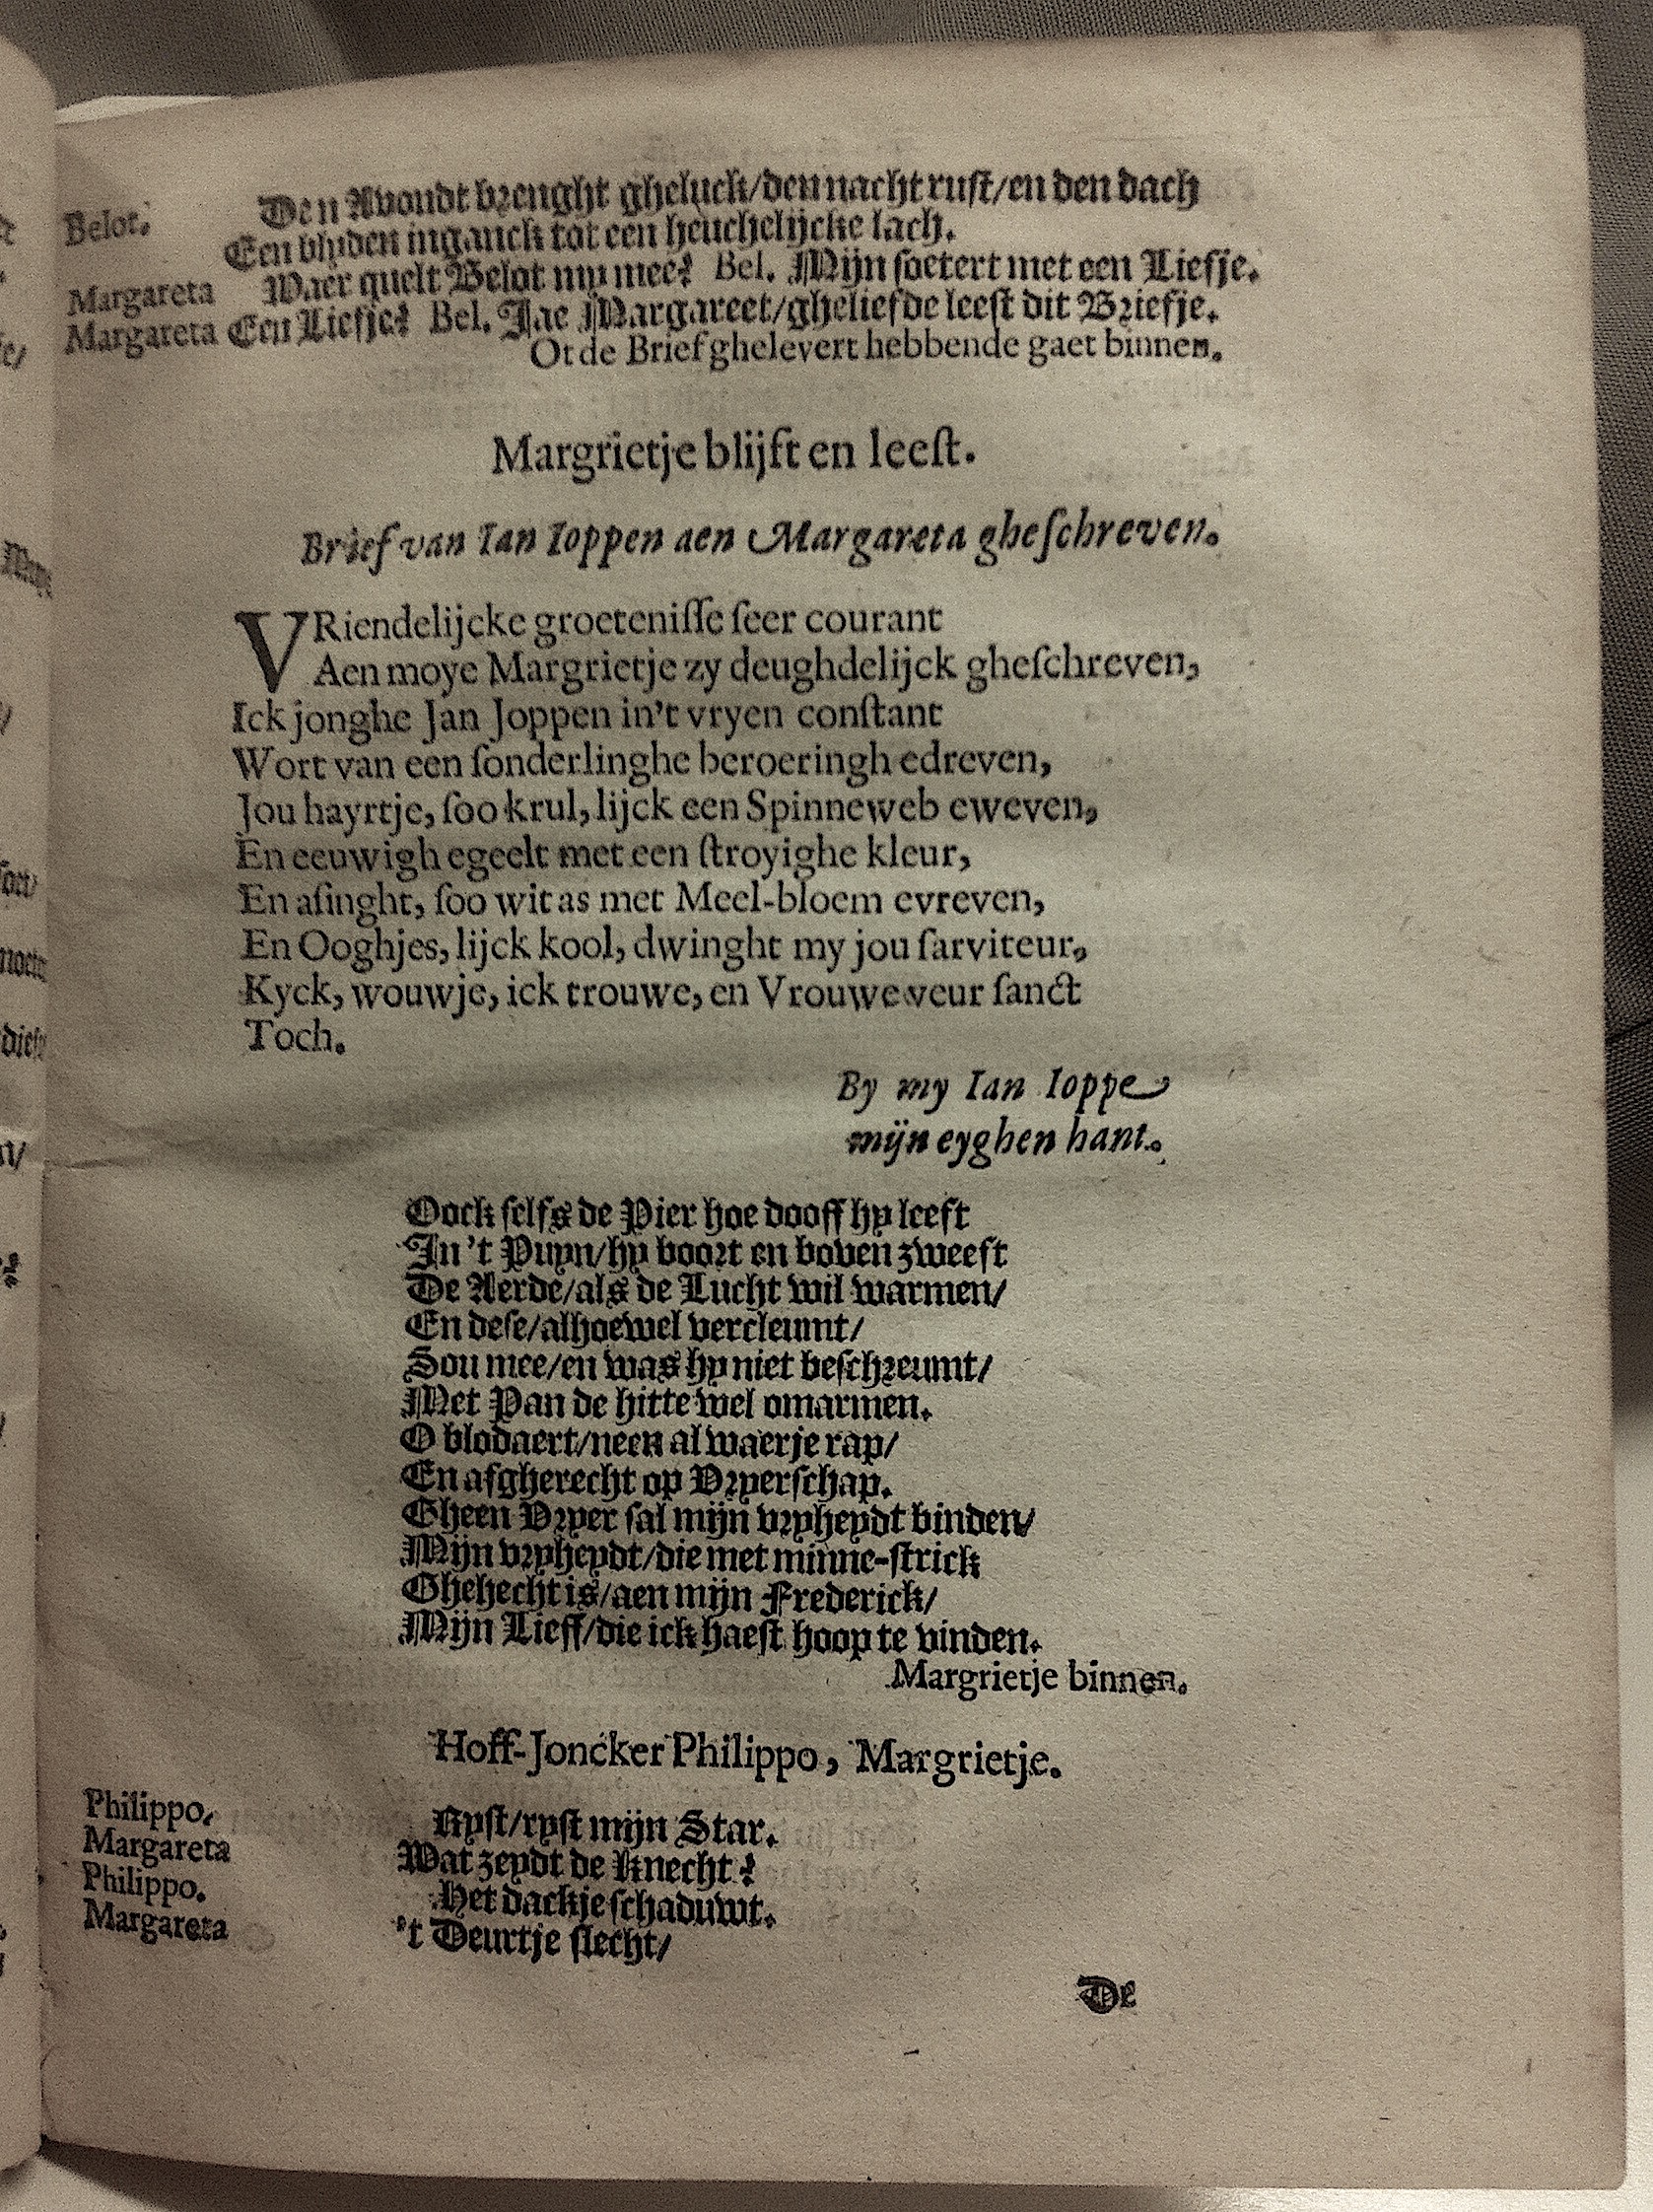 Belot. Den Avondt brenght gheluck/den nacht rust/en den dach
Een blyden inganck tot een heuchelijcke lach.
Margareta Waer quelt Belot my mee? Bel. Mijn soetert met een Liefje.
Margareta Een Liefje? Bel. Jae Margareet/gheliefde leest dit Briefje.
Ot de Brief ghelevert hebbende gaet binnen.
Margrietje blijft en leeſt.
Brief van Ian Ioppen aen Margareta gheſchreven.
VRiendelijcke groeteniſſe ſeer courant
Aen moye Margrietje zy deughdelijck gheſchreven,
Ick jonghe Jan Joppen in't vryen conſtant
Wort van een ſonderlinghe beroeringh edreven,
Jou hayrtje, ſoo krul, lijck een Spinneweb eweven,
En eeuwigh egeelt met een ſtroyighe kleur,
En aſinght, ſoo wit as met Meel-bloem evreven,
En Ooghjes, lijck kool, dwinght my jou ſarviteur,
Kyck, wouwje, ick trouwe, en Vrouwe veur ſanct
Toch.
By my Ian Ioppe
mijn eyghen hant.
Oock ſelfs de Pier hoe dooff hy leeft
In 't Puyn/hy boort en boven zweeft
De Aerde/als de Lucht wil warmen/
En deſe/alhoewel vercleumt/
Sou mee/en was hy niet beſchreumt/
Met Pan de hitte wel omarmen.
O blodaert/neen al waerje rap/
En afgherecht op Vryerſchap.
Gheen Vryer ſal mijn vryheydt binden/
Mijn vryheydt/die met minne-ſtrick
Ghehecht is/aen mijn Frederick/
Mijn Lieff/die ick haeſt hoop te vinden.
Margrietje binnen.
Hoff-Joncker Philippo, Margrietje.
Philippo. Ryſt/ryſt mijn Star.
Margareta Wat zeydt de Knecht?
Philippo. Het dackje ſchaduwt.
Margareta 't Deurtje ſlecht/
De